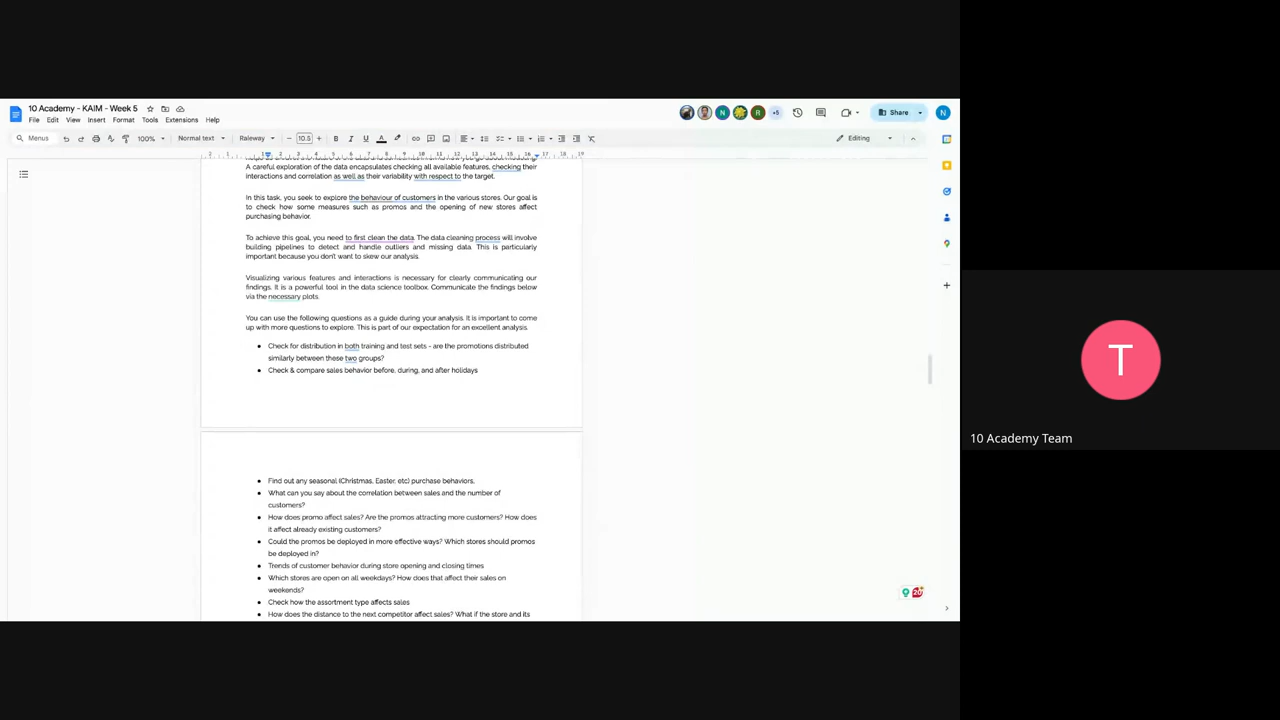 10 Academy - KAIM - Week 5
File Edit View Insert Format Tools Extensions Help
Share
N
Menus
100%
Normal text
Raleway
10.5
Editing
A careful exploration of the data encapsulates checking all available features, checking their
interactions and correlation as well as their variability with respect to the target.
In this task, you seek to explore the behaviour of customers in the various stores. Our goal is
to check how some measures such as promos and the opening of new stores affect
purchasing behavior.
To achieve this goal, you need to first clean the data. The data cleaning process will involve
building pipelines to detect and handle outliers and missing data. This is particularly
important because you don't want to skew our analysis.
Visualizing various features and interactions is necessary for clearly communicating our
findings. It is a powerful tool in the data science toolbox. Communicate the findings below
via the necessary plots.
You can use the following questions as a guide during your analysis. It is important to come
up with more questions to explore. This is part of our expectation for an excellent analysis.
● Check for distribution in both training and test sets - are the promotions distributed
similarly between these two groups?
● Check & compare sales behavior before, during, and after holidays
● Find out any seasonal (Christmas, Easter, etc) purchase behaviors,
● What can you say about the correlation between sales and the number of
customers?
● How does promo affect sales? Are the promos attracting more customers? How does
it affect already existing customers?
● Could the promos be deployed in more effective ways? Which stores should promos
be deployed in?
● Trends of customer behavior during store opening and closing times
● Which stores are open on all weekdays? How does that affect their sales on
weekends?
● Check how the assortment type affects sales
● How does the distance to the next competitor affect sales? What if the store and its
T
10 Academy Team